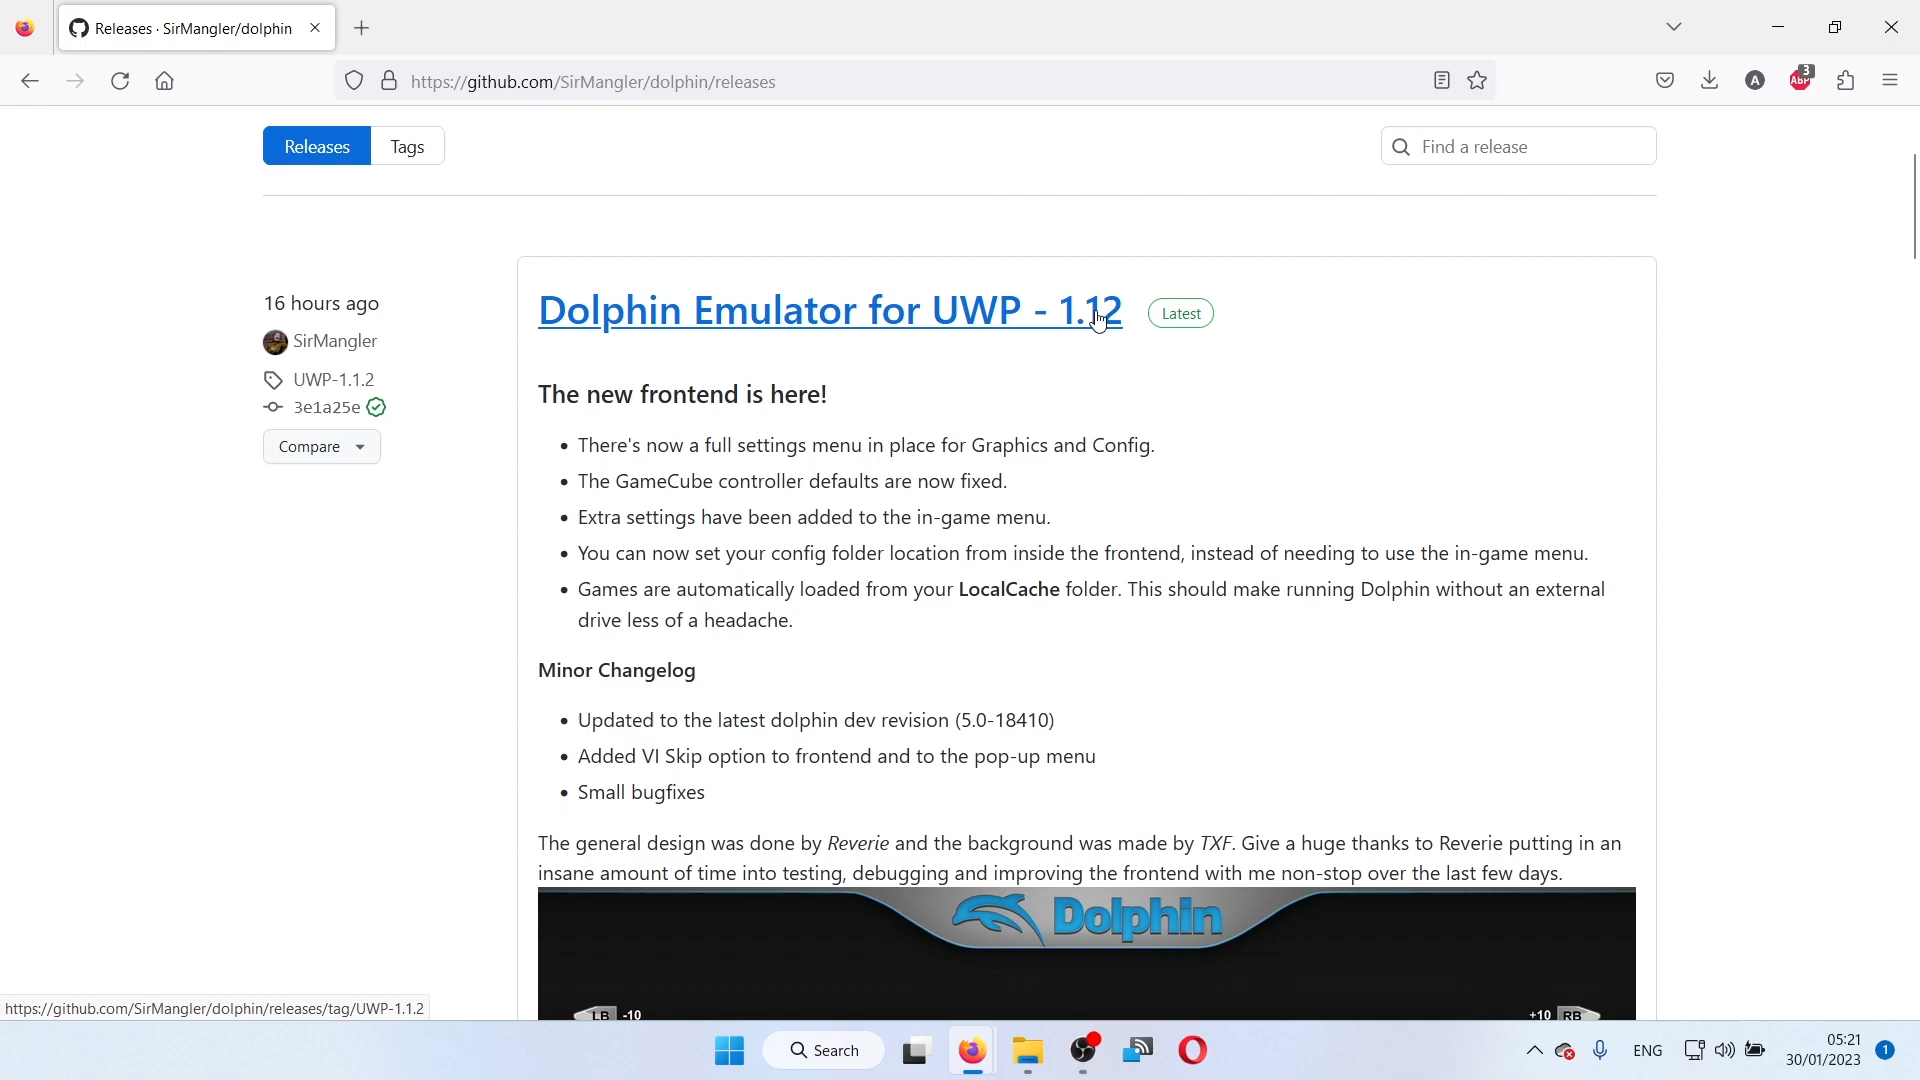 Releases · SirMangler/dolphin
https://github.com/SirMangler/dolphin/releases
A
ABP
3
Releases
Tags
Find a release
16 hours ago
SirMangler
UWP-1.1.2
3e1a25e
Compare
Dolphin Emulator for UWP - 1.12
Latest
The new frontend is here!
• There's now a full settings menu in place for Graphics and Config.
• The GameCube controller defaults are now fixed.
• Extra settings have been added to the in-game menu.
• You can now set your config folder location from inside the frontend, instead of needing to use the in-game menu.
• Games are automatically loaded from your LocalCache folder. This should make running Dolphin without an external
drive less of a headache.
Minor Changelog
• Updated to the latest dolphin dev revision (5.0-18410)
• Added VI Skip option to frontend and to the pop-up menu
• Small bugfixes
The general design was done by Reverie and the background was made by TXF. Give a huge thanks to Reverie putting in an
insane amount of time into testing, debugging and improving the frontend with me non-stop over the last few days.
Dolphin
LB -10
+10 RB
https://github.com/SirMangler/dolphin/releases/tag/UWP-1.1.2
Search
ENG
05:21
30/01/2023
1